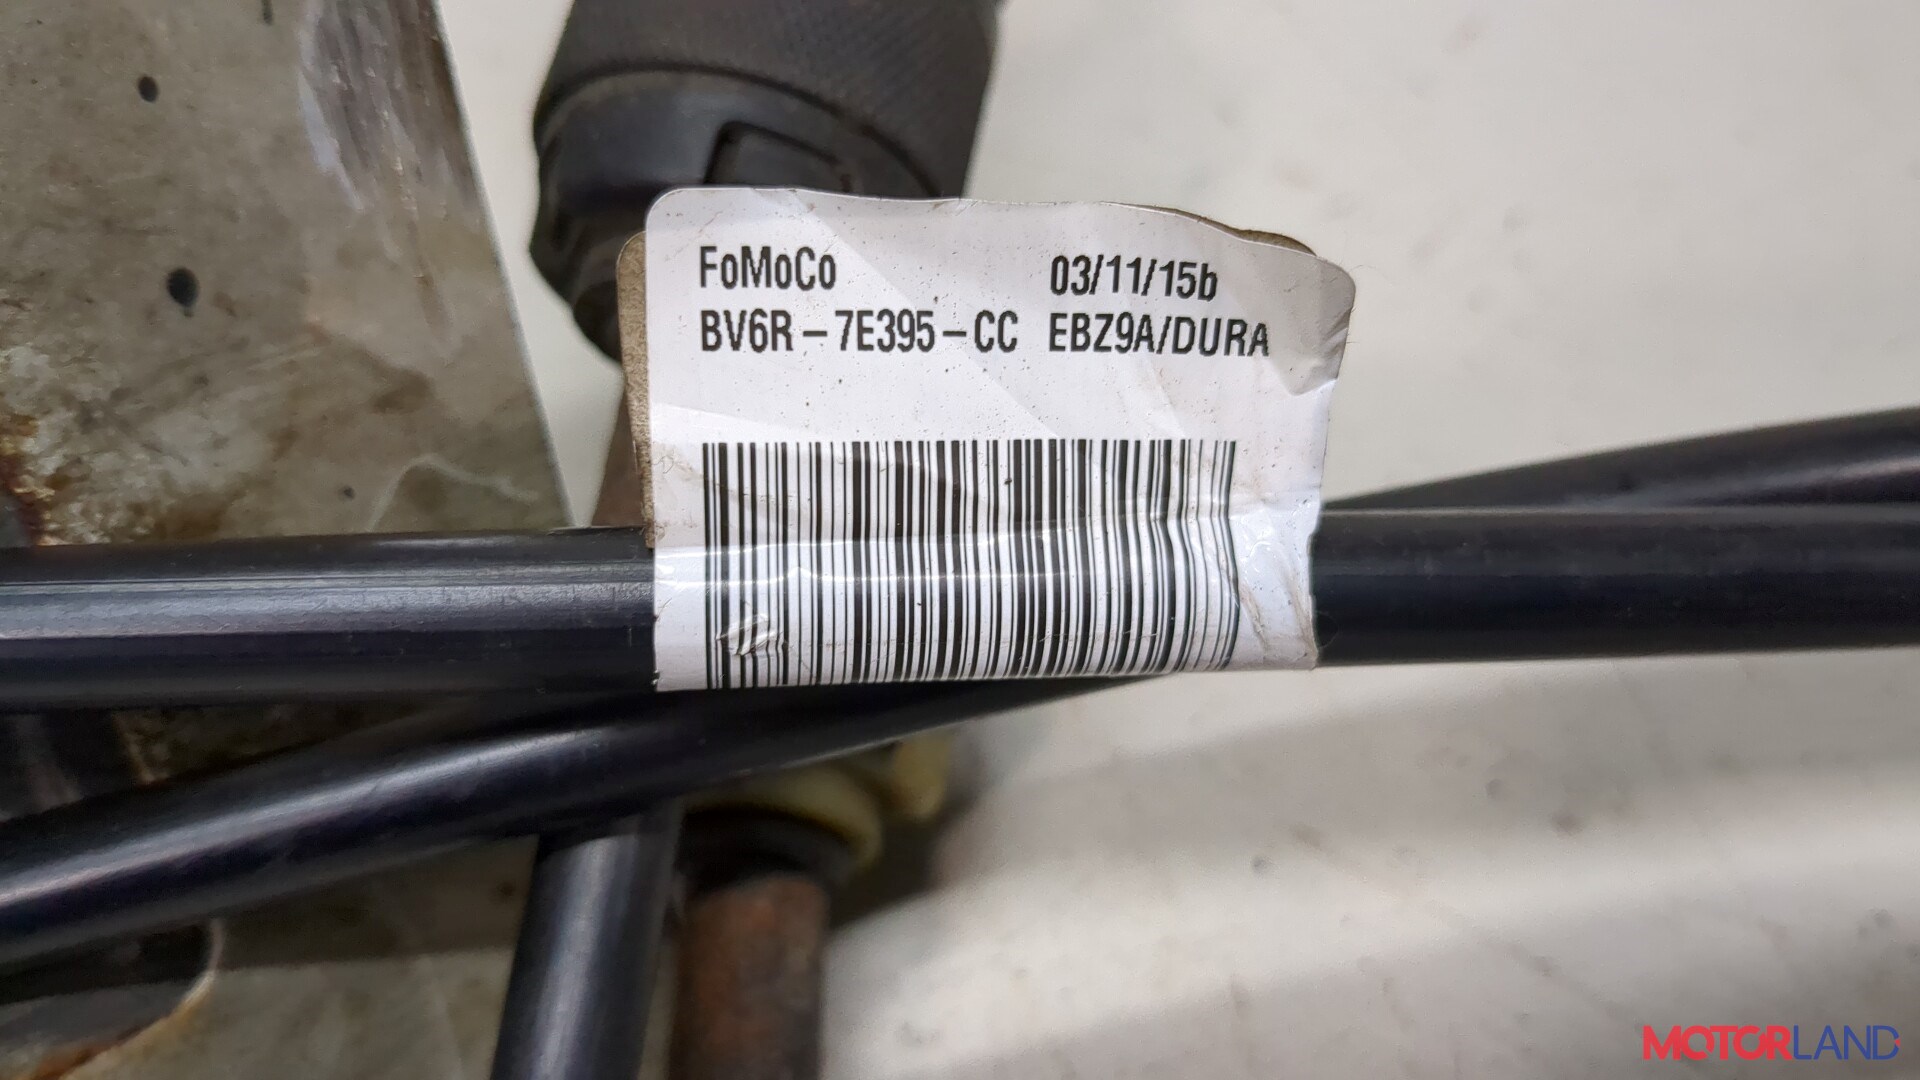 FoMoCo 03/11/15b
BV6R-7E395-CC EBZ9A/DURA
MOTORLAND